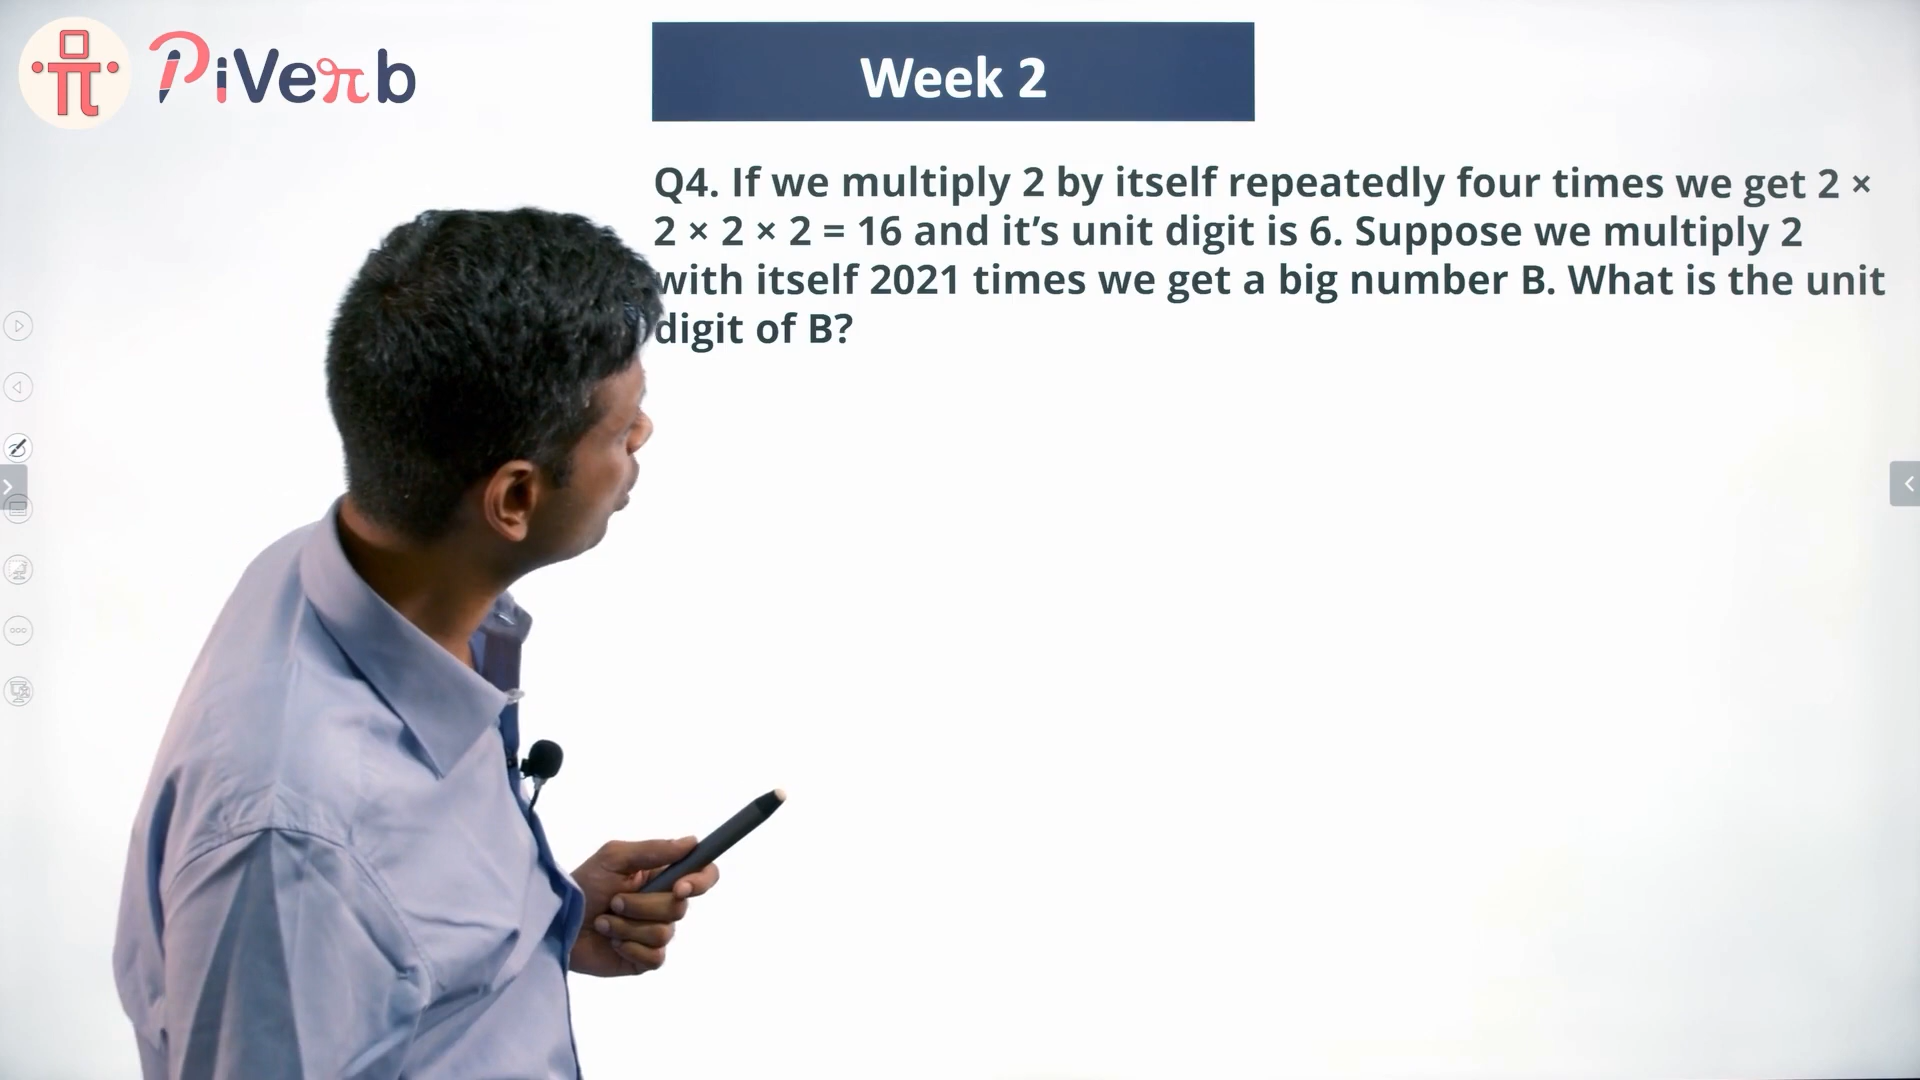 PiVerb
Week 2
Q4. If we multiply 2 by itself repeatedly four times we get 2 ×
2 × 2 × 2 = 16 and it’s unit digit is 6. Suppose we multiply 2
with itself 2021 times we get a big number B. What is the unit
digit of B?